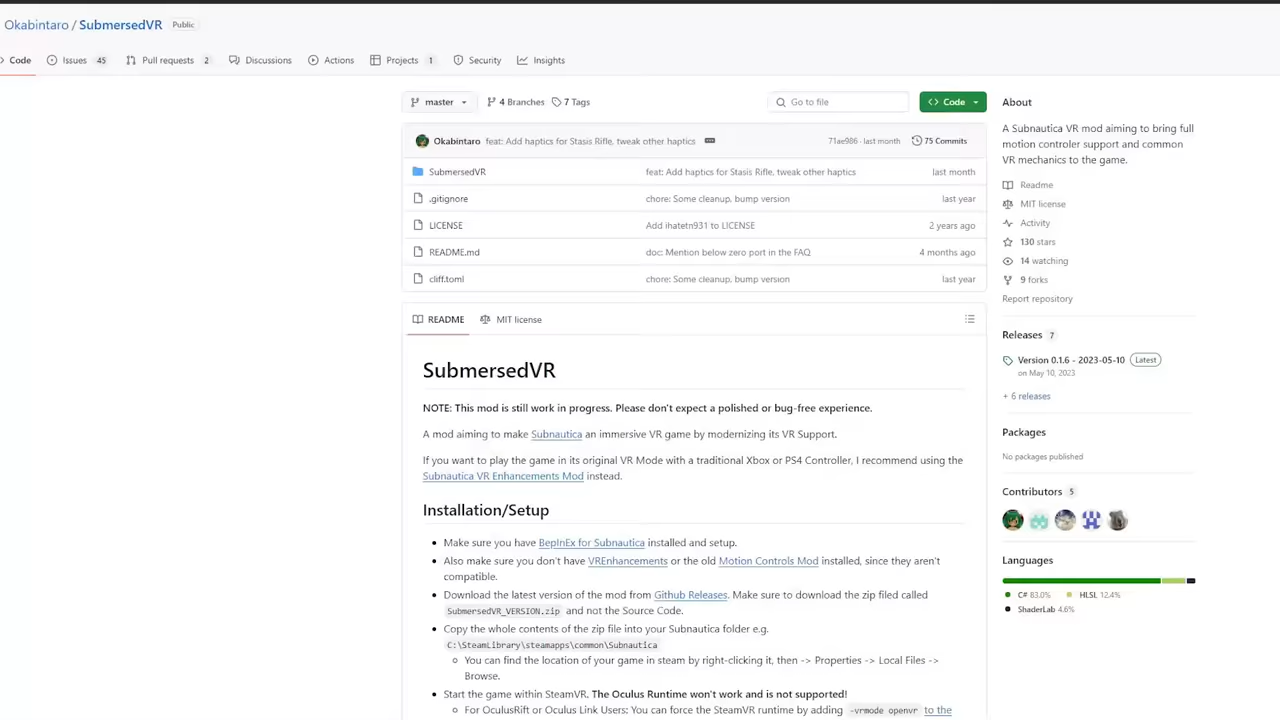 Okabintaro / SubmersedVR Public
Code Issues 45 Pull requests 2 Discussions Actions Projects 1 Security Insights
master 4 Branches 7 Tags Go to file Code
Okabintaro feat: Add haptics for Stasis Rifle, tweak other haptics 71ae986 · last month 75 Commits
SubmersedVR feat: Add haptics for Stasis Rifle, tweak other haptics last month
.gitignore chore: Some cleanup, bump version last year
LICENSE Add ihatetn931 to LICENSE 2 years ago
README.md doc: Mention below zero port in the FAQ 4 months ago
cliff.toml chore: Some cleanup, bump version last year
README MIT license
SubmersedVR
NOTE: This mod is still work in progress. Please don't expect a polished or bug-free experience.
A mod aiming to make Subnautica an immersive VR game by modernizing its VR Support.
If you want to play the game in its original VR Mode with a traditional Xbox or PS4 Controller, I recommend using the
Subnautica VR Enhancements Mod instead.
Installation/Setup
Make sure you have BepInEx for Subnautica installed and setup.
Also make sure you don't have VREnhancements or the old Motion Controls Mod installed, since they aren't
compatible.
Download the latest version of the mod from Github Releases. Make sure to download the zip filed called
SubmersedVR_VERSION.zip and not the Source Code.
Copy the whole contents of the zip file into your Subnautica folder e.g.
C:\SteamLibrary\steamapps\common\Subnautica
You can find the location of your game in steam by right-clicking it, then -> Properties -> Local Files ->
Browse.
Start the game within SteamVR. The Oculus Runtime won't work and is not supported!
For OculusRift or Oculus Link Users: You can force the SteamVR runtime by adding -vrmode openvr to the
About
A Subnautica VR mod aiming to bring full
motion controler support and common
VR mechanics to the game.
Readme
MIT license
Activity
130 stars
14 watching
9 forks
Report repository
Releases 7
Version 0.1.6 - 2023-05-10 Latest
on May 10, 2023
+ 6 releases
Packages
No packages published
Contributors 5
Languages
C# 83.0% HLSL 12.4%
ShaderLab 4.6%